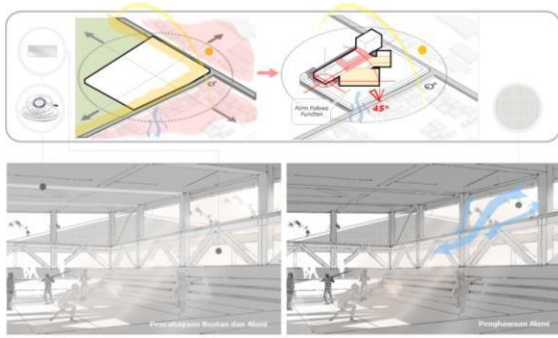 Form Follows
Function
45°
Pencahayaan Buatan dan Alami
Penghawaan Alami